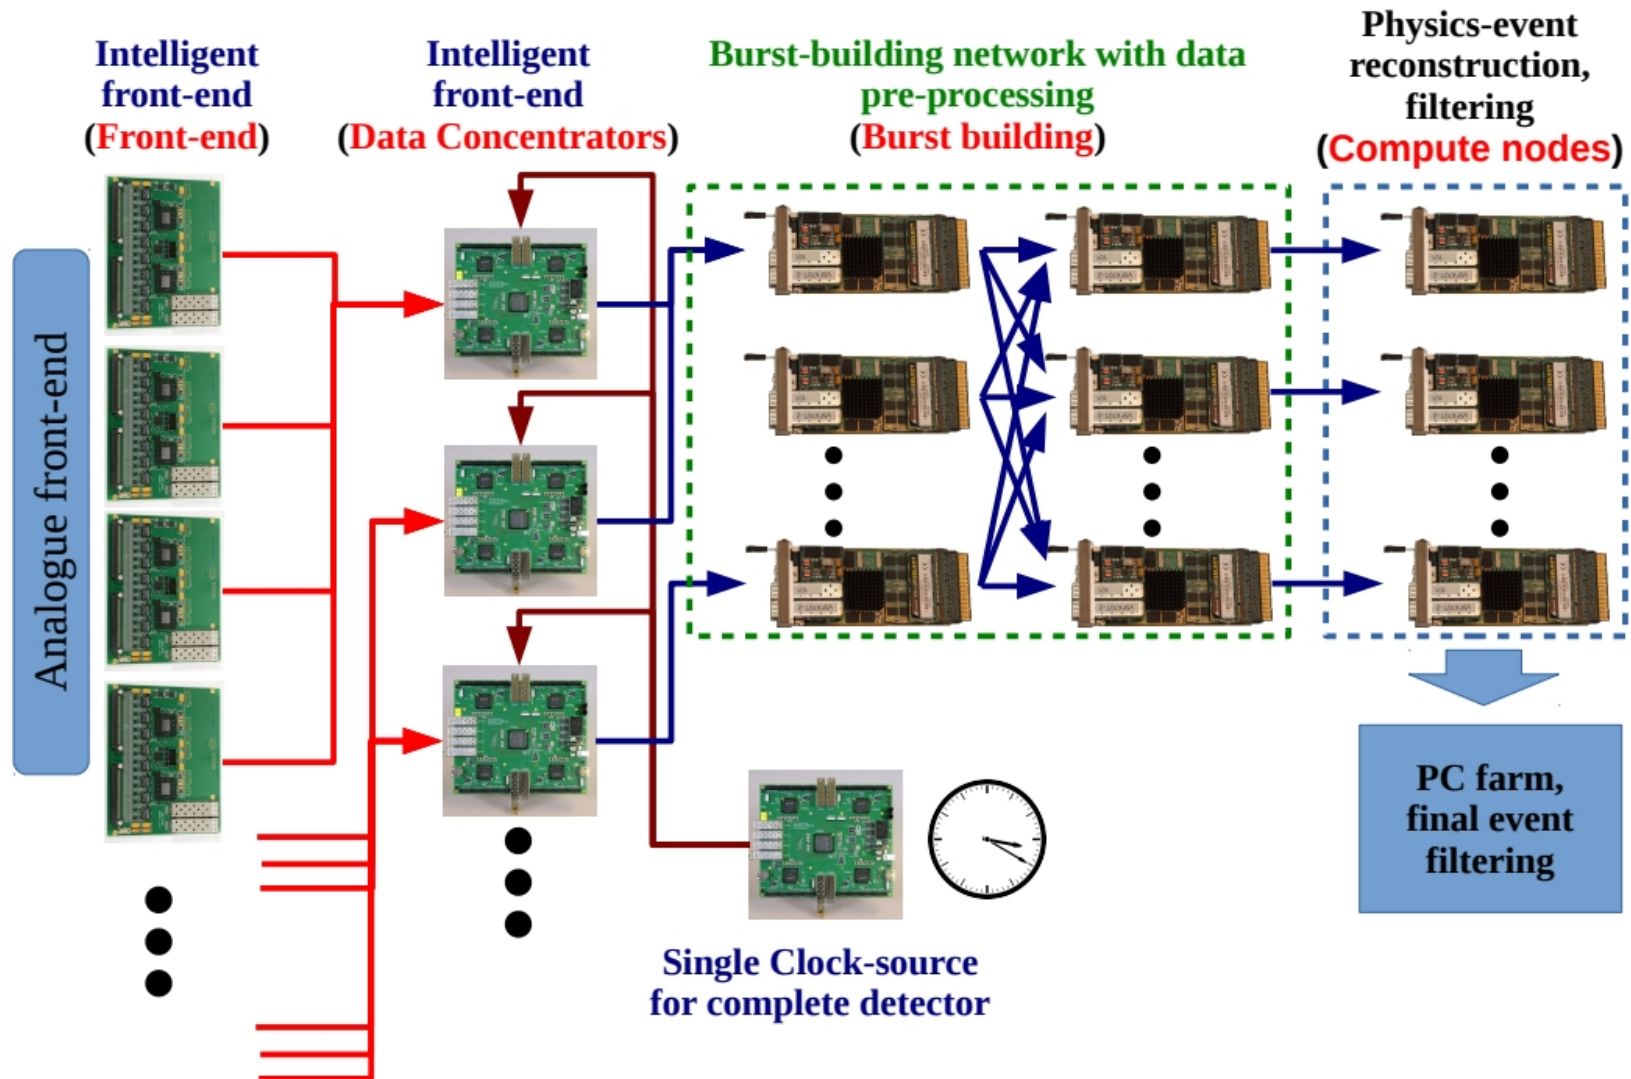 Intelligent
front-end
(Front-end)
Intelligent
front-end
(Data Concentrators)
Burst-building network with data
pre-processing
(Burst building)
Physics-event
reconstruction,
filtering
(Compute nodes)
Analogue front-end
PC farm,
final event
filtering
Single Clock-source
for complete detector